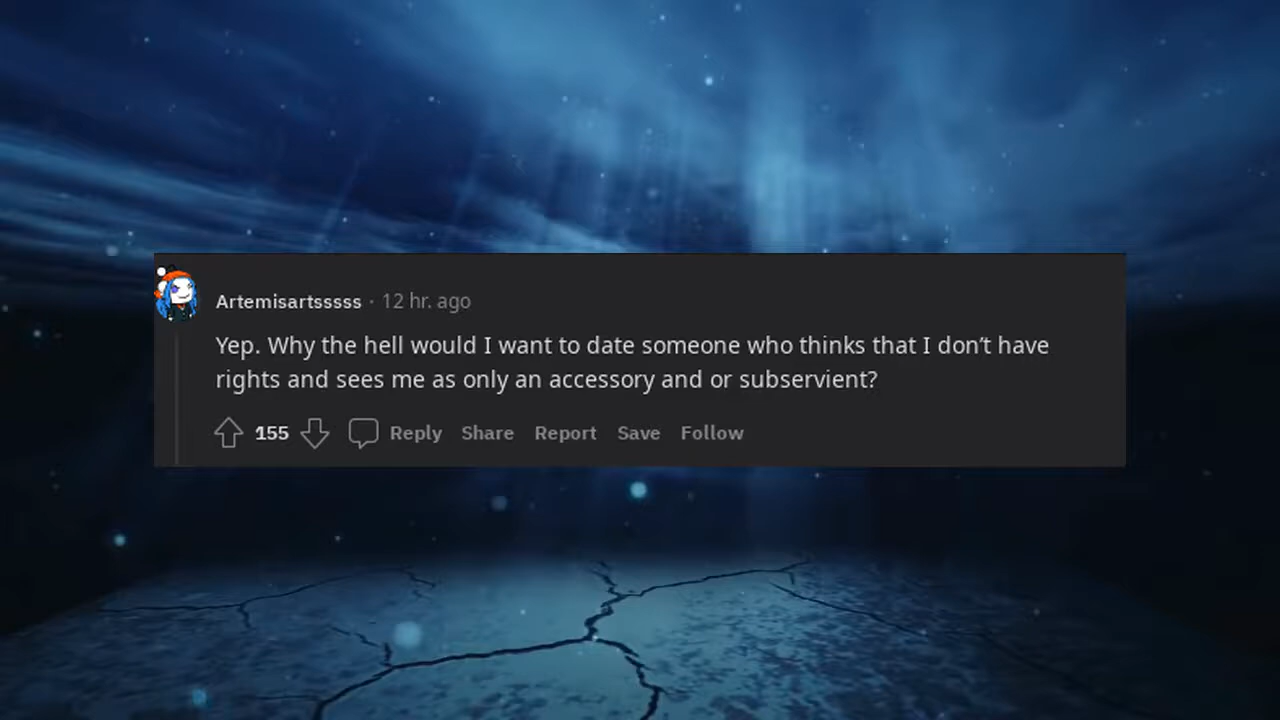 Artemisartsssss · 12 hr. ago
Yep. Why the hell would I want to date someone who thinks that I don’t have
rights and sees me as only an accessory and or subservient?
155 Reply Share Report Save Follow